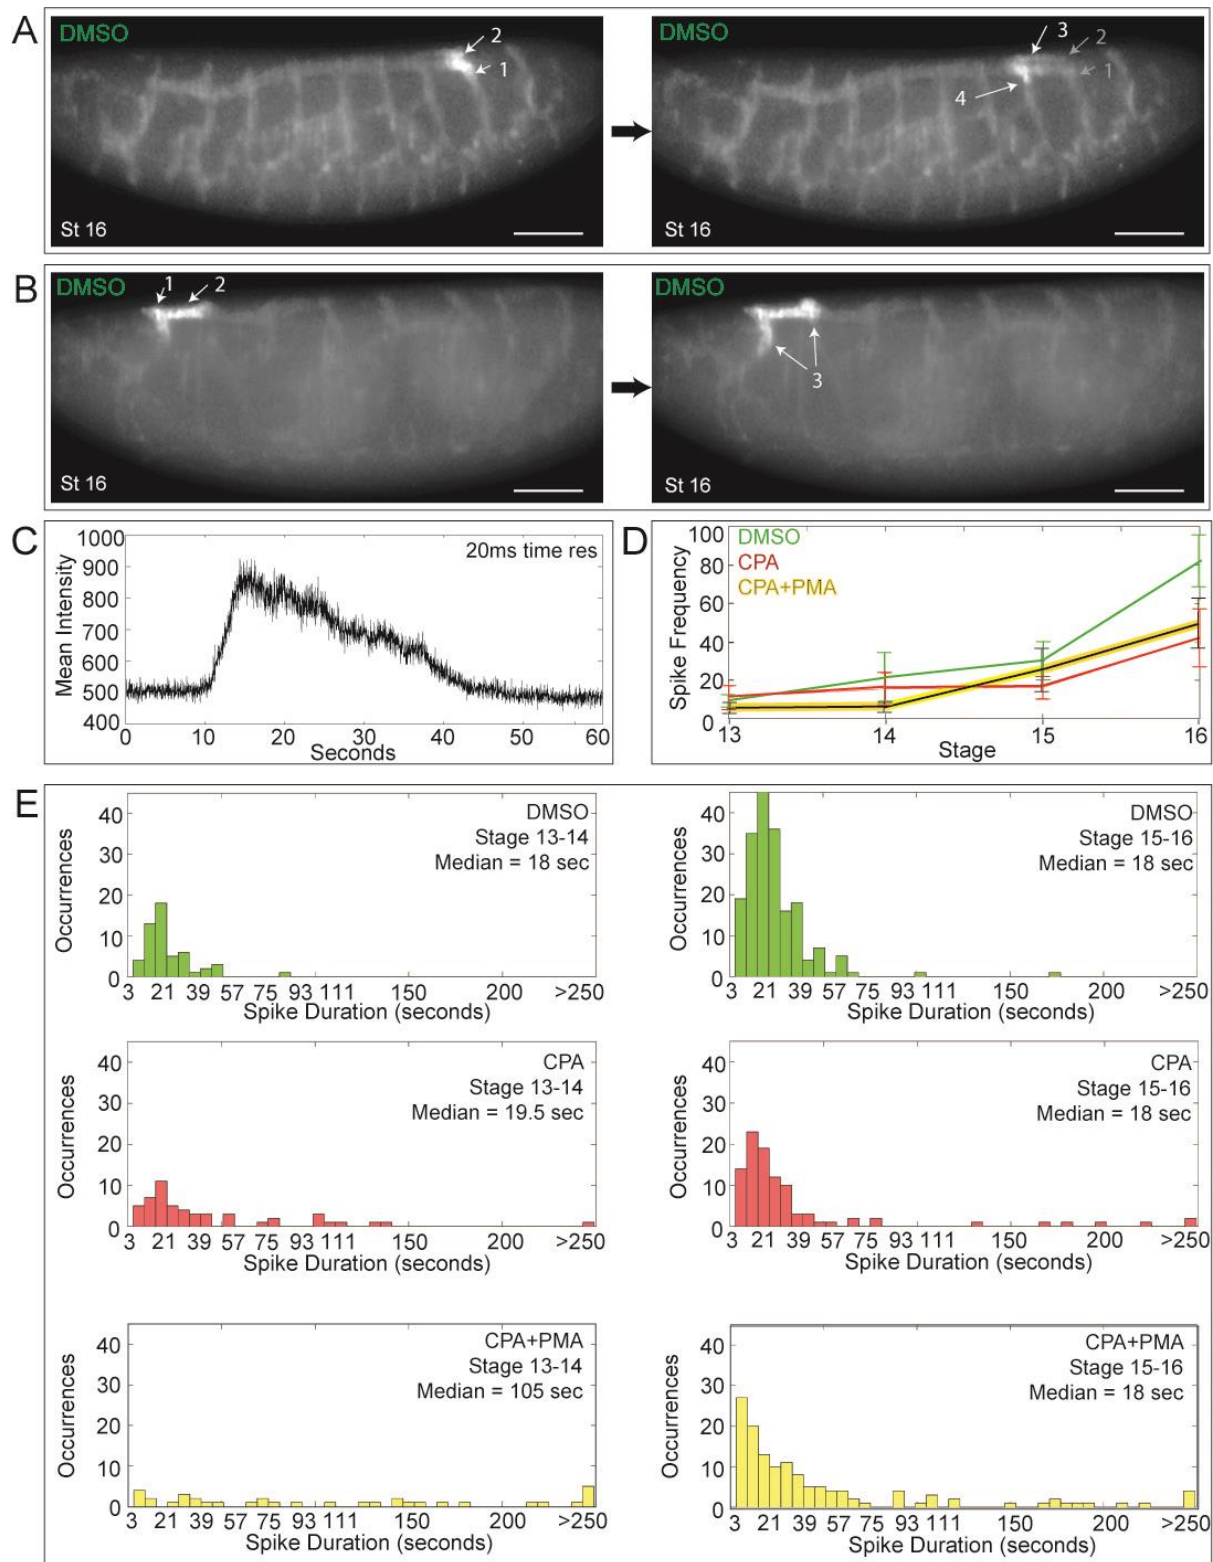 A
DMSO
2
1
St 16
DMSO
3
2
1
4
St 16
B
DMSO
1
2
St 16
DMSO
3
St 16
C
1000
900
800
700
600
500
400
Mean Intensity
20ms time res
0 10 20 30 40 50 60
Seconds
D
100
80
60
40
20
0
Spike Frequency
DMSO
CPA
CPA+PMA
13 14 15 16
Stage
E
DMSO
Stage 13-14
Median = 18 sec
40
30
20
10
0
Occurrences
3 21 39 57 75 93 111 150 200 >250
Spike Duration (seconds)
DMSO
Stage 15-16
Median = 18 sec
40
30
20
10
0
Occurrences
3 21 39 57 75 93 111 150 200 >250
Spike Duration (seconds)
CPA
Stage 13-14
Median = 19.5 sec
40
30
20
10
0
Occurrences
3 21 39 57 75 93 111 150 200 >250
Spike Duration (seconds)
CPA
Stage 15-16
Median = 18 sec
40
30
20
10
0
Occurrences
3 21 39 57 75 93 111 150 200 >250
Spike Duration (seconds)
CPA+PMA
Stage 13-14
Median = 105 sec
40
30
20
10
0
Occurrences
3 21 39 57 75 93 111 150 200 >250
Spike Duration (seconds)
CPA+PMA
Stage 15-16
Median = 18 sec
40
30
20
10
0
Occurrences
3 21 39 57 75 93 111 150 200 >250
Spike Duration (seconds)